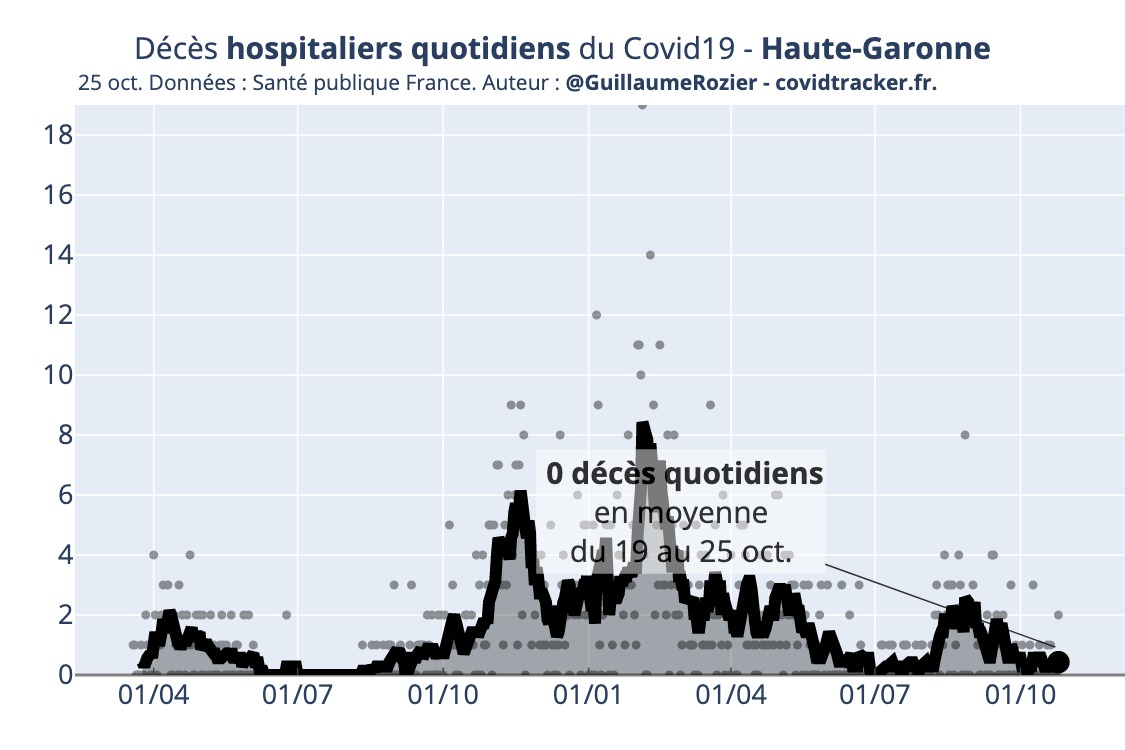 Décès hospitaliers quotidiens du Covid19 - Haute-Garonne
25 oct. Données : Santé publique France. Auteur : @GuillaumeRozier - covidtracker.fr.
18
16
14
12
10
8
6
4
2
0
0 décès quotidiens
en moyenne
du 19 au 25 oct.
01/04 01/07 01/10 01/01 01/04 01/07 01/10